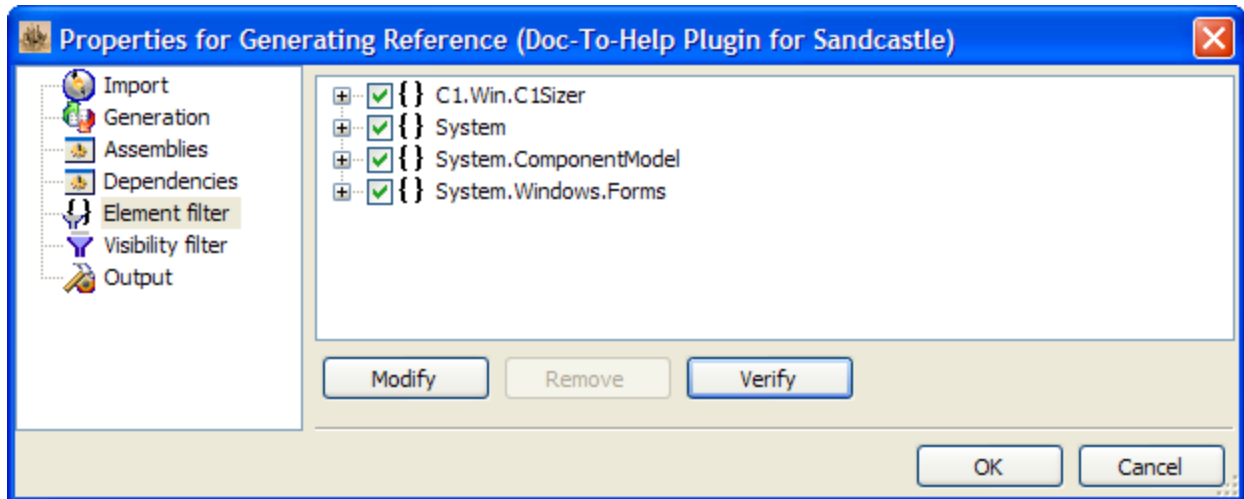 Properties for Generating Reference (Doc-To-Help Plugin for Sandcastle)
Import
Generation
Assemblies
Dependencies
Element filter
Visibility filter
Output
{} C1.Win.C1Sizer
{} System
{} System.ComponentModel
{} System.Windows.Forms
Modify Remove Verify
OK Cancel